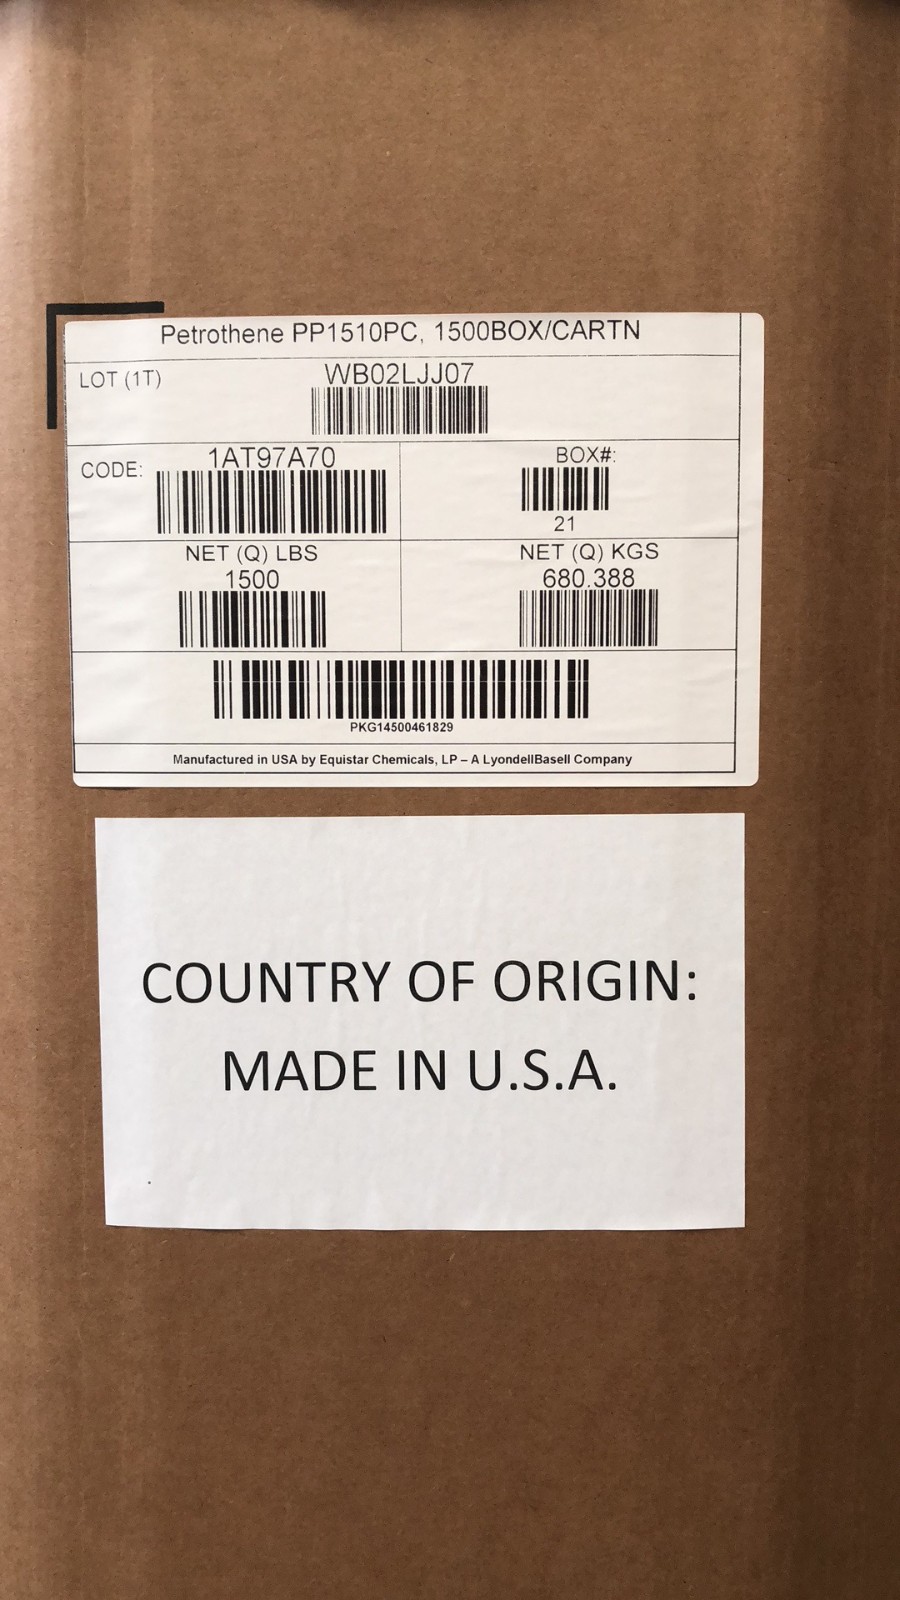 Petrothene PP1510PC, 1500BOX/CARTN
LOT (1T)
WB02LJJ07
CODE:
1AT97A70
BOX#:
21
NET (Q) LBS
1500
NET (Q) KGS
680.388
PKG14500461829
Manufactured in USA by Equistar Chemicals, LP – A LyondellBasell Company
COUNTRY OF ORIGIN:
MADE IN U.S.A.